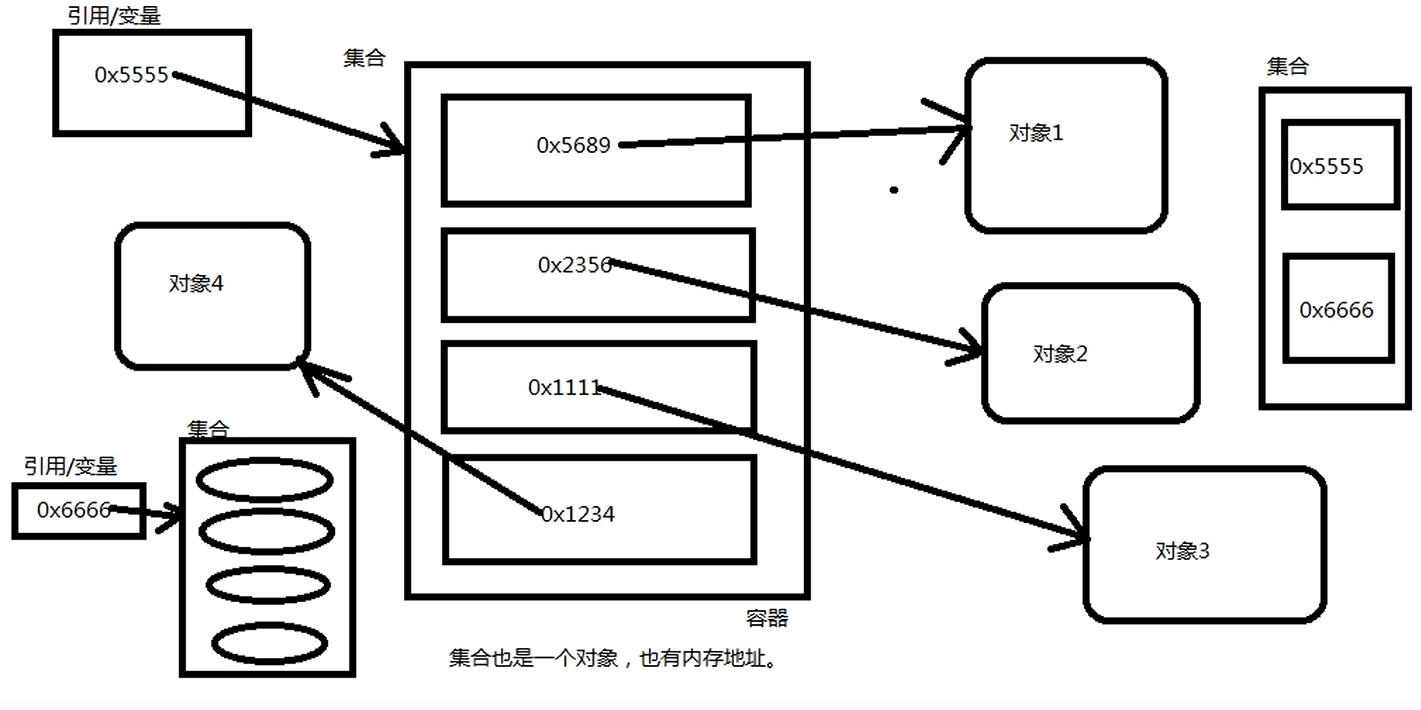 引用/变量
0x5555
集合
0x5689
对象1
集合
0x5555
对象4
0x2356
对象2
0x6666
0x1111
集合
引用/变量
0x6666
0x1234
对象3
容器
集合也是一个对象，也有内存地址。